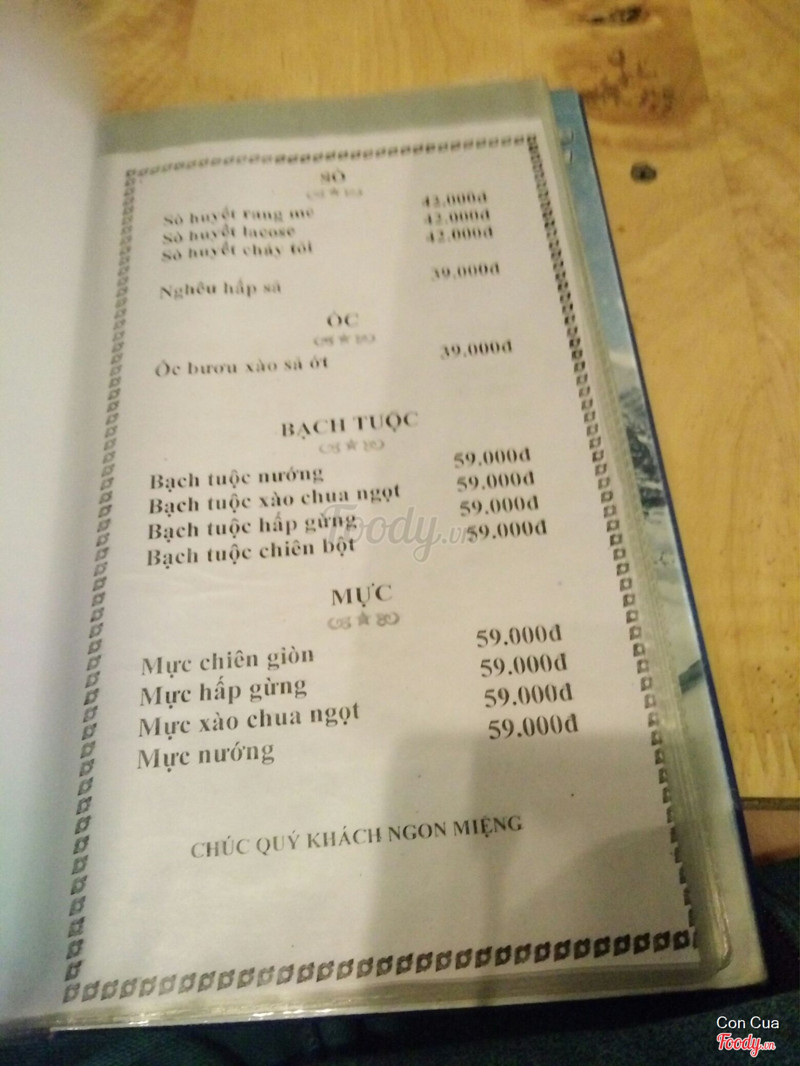 SÒ
Sò huyết rang me 42.000đ
Sò huyết lacose 42.000đ
Sò huyết cháy tỏi 42.000đ
Nghêu hấp sả 39.000đ
ỐC
Ốc bươu xào sả ớt 39.000đ
BẠCH TUỘC
Bạch tuộc nướng 59.000đ
Bạch tuộc xào chua ngọt 59.000đ
Bạch tuộc hấp gừng 59.000đ
Bạch tuộc chiên bột 59.000đ
MỰC
Mực chiên giòn 59.000đ
Mực hấp gừng 59.000đ
Mực xào chua ngọt 59.000đ
Mực nướng 59.000đ
CHÚC QUÝ KHÁCH NGON MIỆNG
Foody.vn
Con Cua
Foody.vn